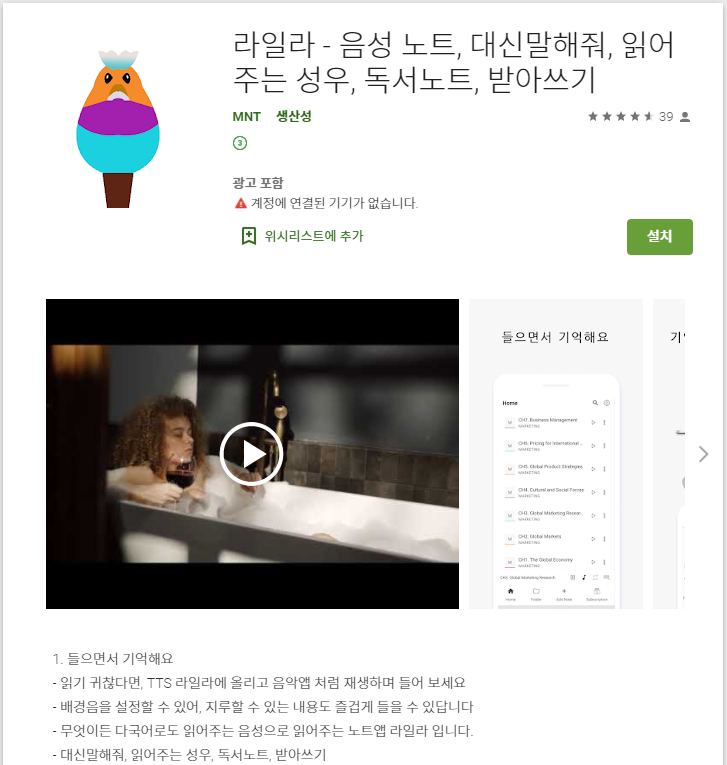 라일라 - 음성 노트, 대신말해줘, 읽어
주는 성우, 독서노트, 받아쓰기
MNT 생산성
39
3
광고 포함
계정에 연결된 기기가 없습니다.
위시리스트에 추가
설치
들으면서 기억해요
기
Home
CH7. Business Management
MARKETING
CH6. Pricing for International ...
MARKETING
CH5. Global Product Strategies
MARKETING
CH4. Cultural and Social Forces
MARKETING
CH3. Global Marketing Resear...
MARKETING
CH2. Global Markets
MARKETING
CH1. The Global Economy
MARKETING
CH3. Global Marketing Research
Home Folder Add Note Subscription
1. 들으면서 기억해요
- 읽기 귀찮다면, TTS 라일라에 올리고 음악앱 처럼 재생하며 들어 보세요
- 배경음을 설정할 수 있어, 지루할 수 있는 내용도 즐겁게 들을 수 있답니다
- 무엇이든 다국어로도 읽어주는 음성으로 읽어주는 노트앱 라일라 입니다.
- 대신말해줘, 읽어주는 성우, 독서노트, 받아쓰기